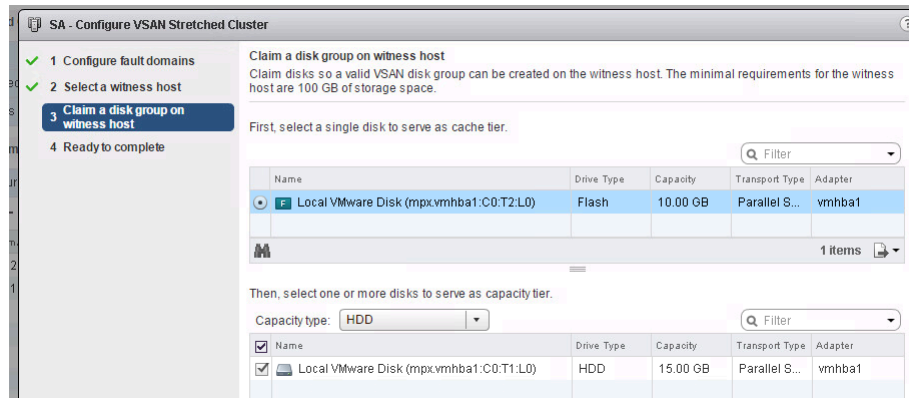 SA - Configure VSAN Stretched Cluster
1 Configure fault domains
2 Select a witness host
3 Claim a disk group on
witness host
4 Ready to complete
Claim a disk group on witness host
Claim disks so a valid VSAN disk group can be created on the witness host. The minimal requirements for the witness
host are 100 GB of storage space.
First, select a single disk to serve as cache tier.
Filter
Name Drive Type Capacity Transport Type Adapter
F Local VMware Disk (mpx.vmhba1:C0:T2:L0) Flash 10.00 GB Parallel S... vmhba1
1 items
Then, select one or more disks to serve as capacity tier.
Capacity type: HDD
Filter
Name Drive Type Capacity Transport Type Adapter
Local VMware Disk (mpx.vmhba1:C0:T1:L0) HDD 15.00 GB Parallel S... vmhba1